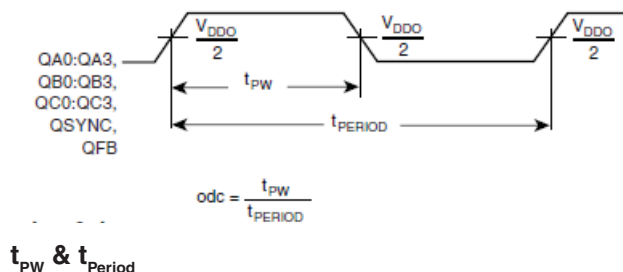 V_DDO
2
V_DDO
2
V_DDO
2
QA0:QA3,
QB0:QB3,
QC0:QC3,
QSYNC,
QFB
t_PW
t_PERIOD
odc = t_PW
t_PERIOD
t_PW & t_Period